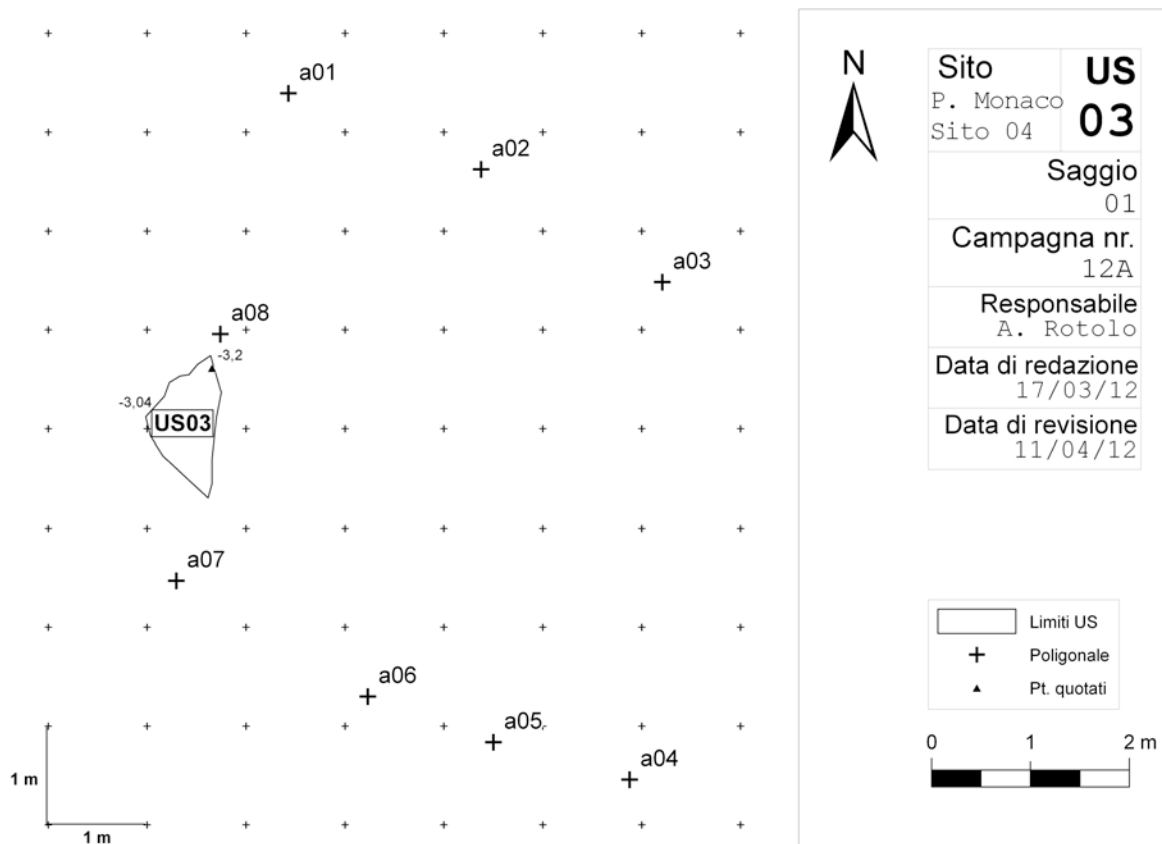 a01
a02
a03
a08
-3,2
-3,04
US03
a07
a06
a05
a04
1 m
1 m
N
Sito
P. Monaco
Sito 04
US
03
Saggio
01
Campagna nr.
12A
Responsabile
A. Rotolo
Data di redazione
17/03/12
Data di revisione
11/04/12
Limiti US
Poligonale
Pt. quotati
0 1 2 m